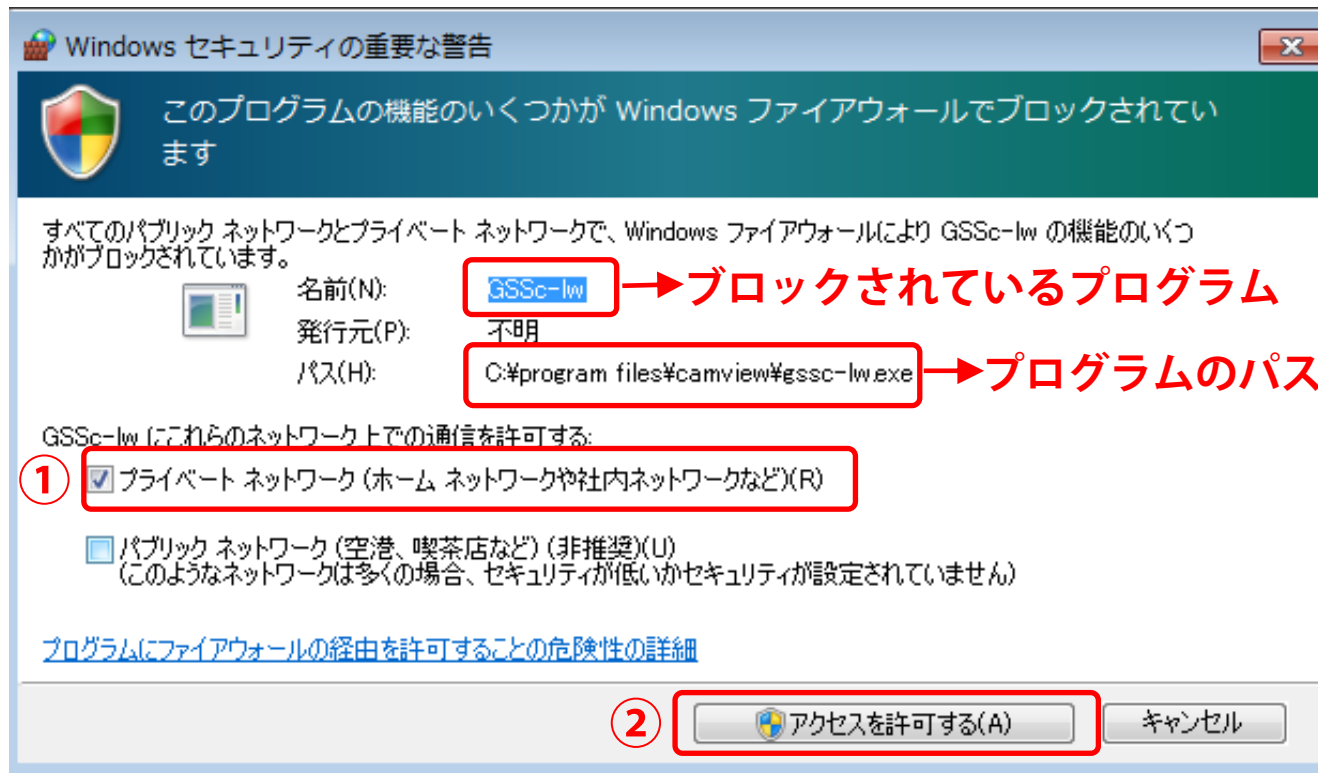 Windows セキュリティの重要な警告
このプログラムの機能のいくつかが Windows ファイアウォールでブロックされてい
ます
すべてのパブリック ネットワークとプライベート ネットワークで、Windows ファイアウォールにより GSSc-lw の機能のいくつ
かがブロックされています。
名前(N): GSSc-lw → ブロックされているプログラム
発行元(P): 不明
パス(H): C:¥program files¥camview¥gssc-lw.exe → プログラムのパス
GSSc-lw にこれらのネットワーク上での通信を許可する:
① プライベート ネットワーク (ホーム ネットワークや社内ネットワークなど)(R)
パブリック ネットワーク (空港、喫茶店など) (非推奨)(U)
(このようなネットワークは多くの場合、セキュリティが低いかセキュリティが設定されていません)
プログラムにファイアウォールの経由を許可することの危険性の詳細
② アクセスを許可する(A) キャンセル